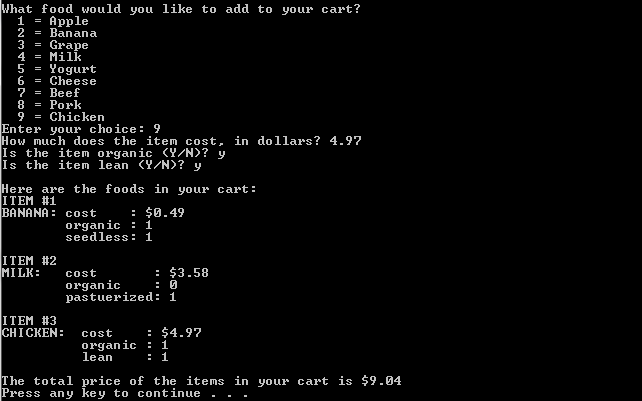 What food would you like to add to your cart?
  1 = Apple
  2 = Banana
  3 = Grape
  4 = Milk
  5 = Yogurt
  6 = Cheese
  7 = Beef
  8 = Pork
  9 = Chicken
Enter your choice: 9
How much does the item cost, in dollars? 4.97
Is the item organic (Y/N)? y
Is the item lean (Y/N)? y

Here are the foods in your cart:
ITEM #1
BANANA: cost    : $0.49
        organic : 1
        seedless: 1

ITEM #2
MILK:   cost       : $3.58
        organic    : 0
        pastuerized: 1

ITEM #3
CHICKEN:  cost    : $4.97
          organic : 1
          lean    : 1

The total price of the items in your cart is $9.04
Press any key to continue . . .